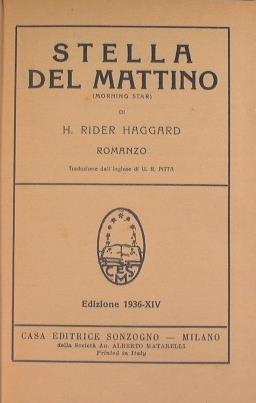 STELLA
DEL MATTINO
(MORNING STAR)
DI
H. RIDER HAGGARD
ROMANZO
Traduzione dall'inglese di U. R. PITTA
CES
MS
Edizione 1936-XIV
CASA EDITRICE SONZOGNO — MILANO
della Società An. ALBERTO MATARELLI
Printed in Italy